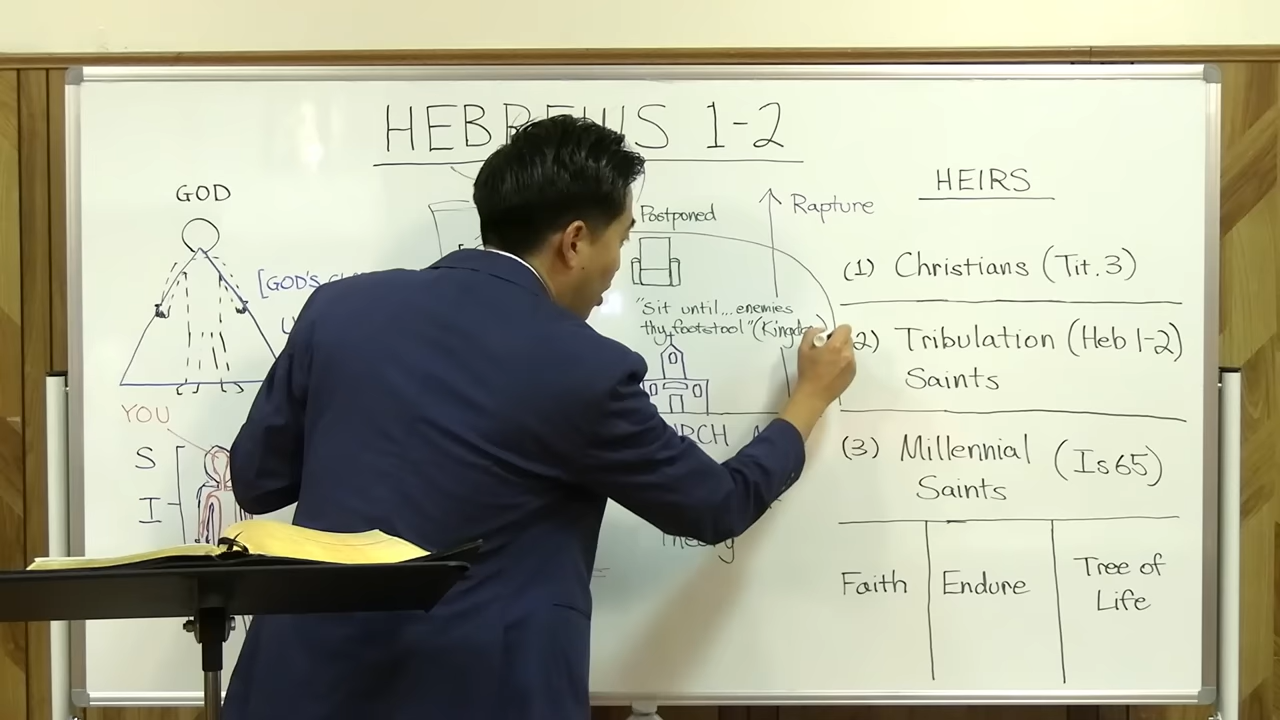 HEBREWS 1-2
GOD
[GOD'S
YOU
S
I
Postponed
"Sit until... enemies
thy footstool"
Theory
Rapture
HEIRS
(1) Christians (Tit. 3)
2) Tribulation (Heb 1-2)
Saints
(3) Millennial (Is 65)
Saints
Faith
Endure
Tree of
Life